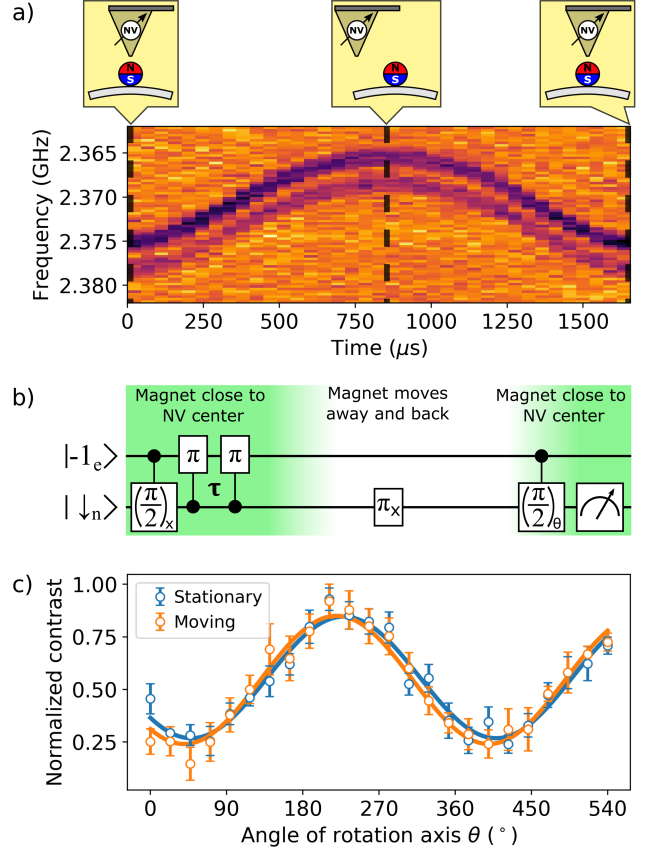 a)
NV
N
S
NV
N
S
NV
N
S
Frequency (GHz)
2.365
2.370
2.375
2.380
0
250
500
750
1000
1250
1500
Time (μs)
b)
Magnet close to
NV center
Magnet moves
away and back
Magnet close to
NV center
|-1e>
π
π
τ
|↓n>
(π/2)x
πx
(π/2)θ
c)
Normalized contrast
1.00
0.75
0.50
0.25
Stationary
Moving
0
90
180
270
360
450
540
Angle of rotation axis θ (°)